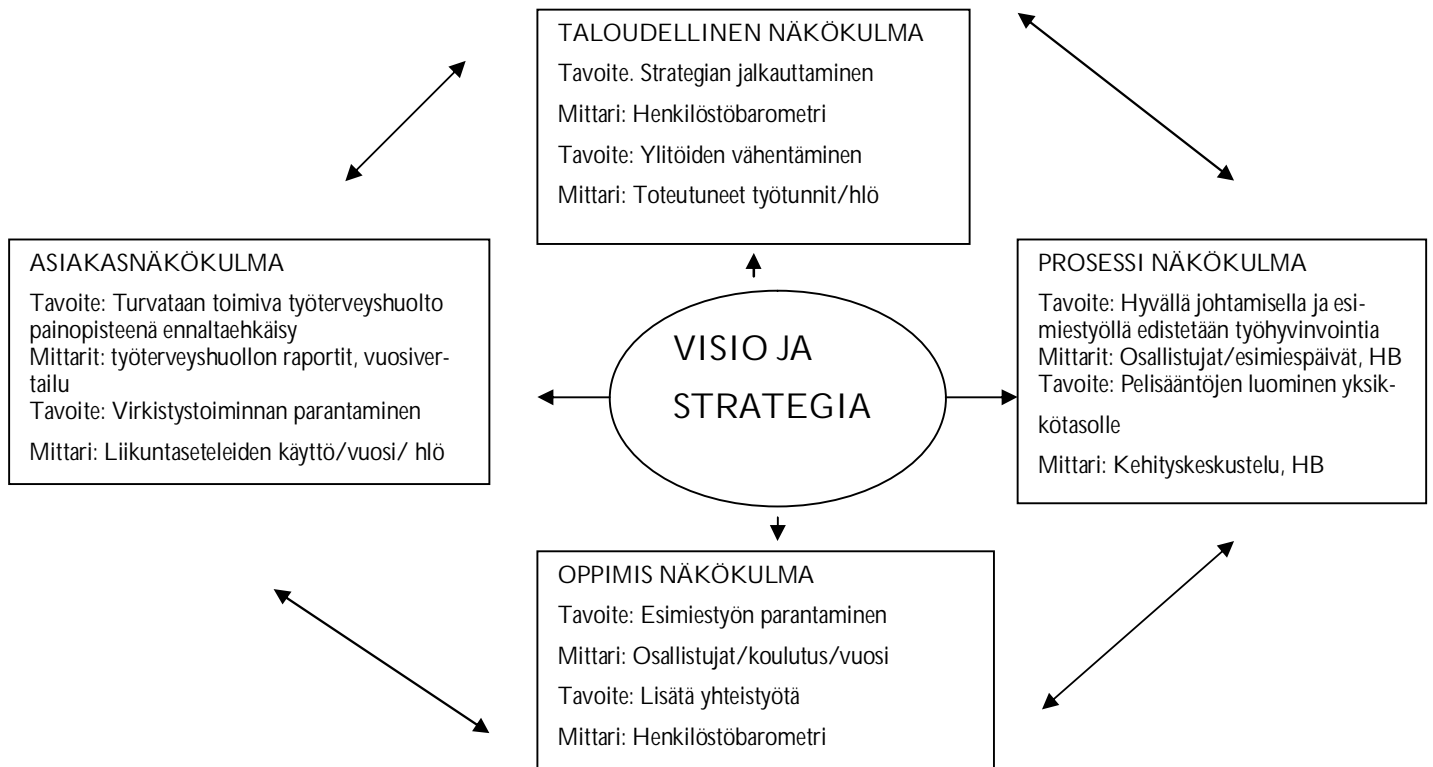 TALOUDELLINEN NÄKÖKULMA
Tavoite. Strategian jalkauttaminen
Mittari: Henkilöstöbarometri
Tavoite: Ylitöiden vähentäminen
Mittari: Toteutuneet työtunnit/hlö
ASIAKASNÄKÖKULMA
Tavoite: Turvataan toimiva työterveyshuolto
painopisteenä ennaltaehkäisy
Mittarit: työterveyshuollon raportit, vuosiver-
tailu
Tavoite: Virkistystoiminnan parantaminen
Mittari: Liikuntaseteleiden käyttö/vuosi/ hlö
VISIO JA
STRATEGIA
PROSESSI NÄKÖKULMA
Tavoite: Hyvällä johtamisella ja esi-
miestyöllä edistetään työhyvinvointia
Mittarit: Osallistujat/esimiespäivät, HB
Tavoite: Pelisääntöjen luominen yksik-
kötasolle
Mittari: Kehityskeskustelu, HB
OPPIMIS NÄKÖKULMA
Tavoite: Esimiestyön parantaminen
Mittari: Osallistujat/koulutus/vuosi
Tavoite: Lisätä yhteistyötä
Mittari: Henkilöstöbarometri